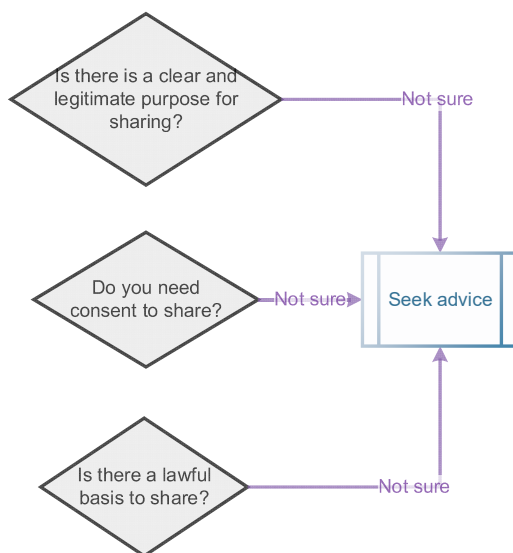 Is there is a clear and
legitimate purpose for
sharing?
Not sure
Do you need
consent to share?
Not sure
Seek advice
Is there a lawful
basis to share?
Not sure